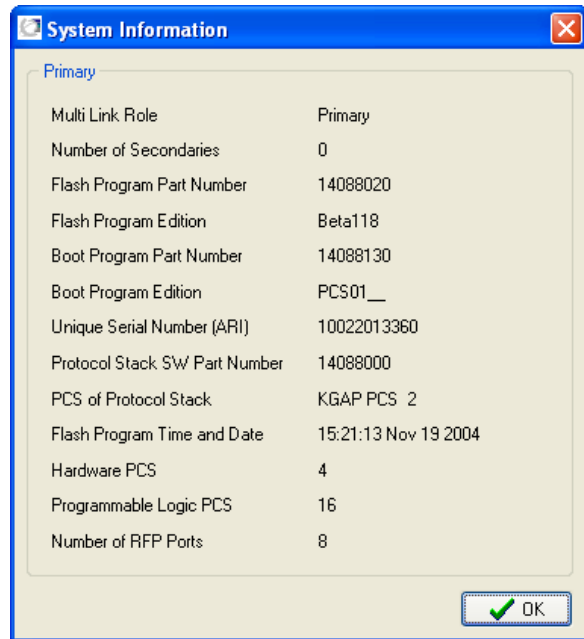 System Information
Primary
Multi Link Role Primary
Number of Secondaries 0
Flash Program Part Number 14088020
Flash Program Edition Beta118
Boot Program Part Number 14088130
Boot Program Edition PCS01__
Unique Serial Number (ARI) 10022013360
Protocol Stack SW Part Number 14088000
PCS of Protocol Stack KGAP PCS  2
Flash Program Time and Date 15:21:13 Nov 19 2004
Hardware PCS 4
Programmable Logic PCS 16
Number of RFP Ports 8
OK